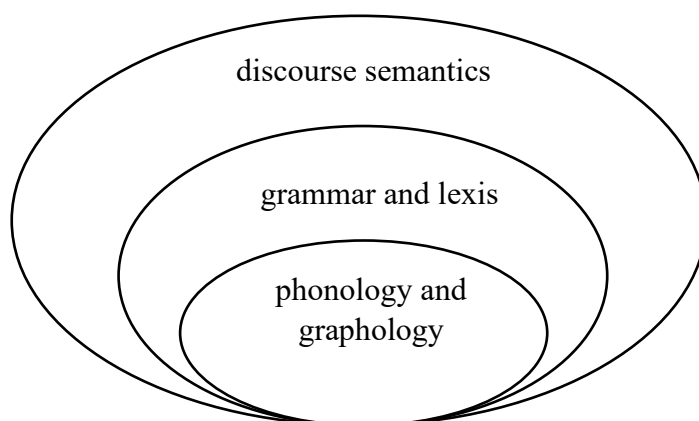 discourse semantics
grammar and lexis
phonology and
graphology